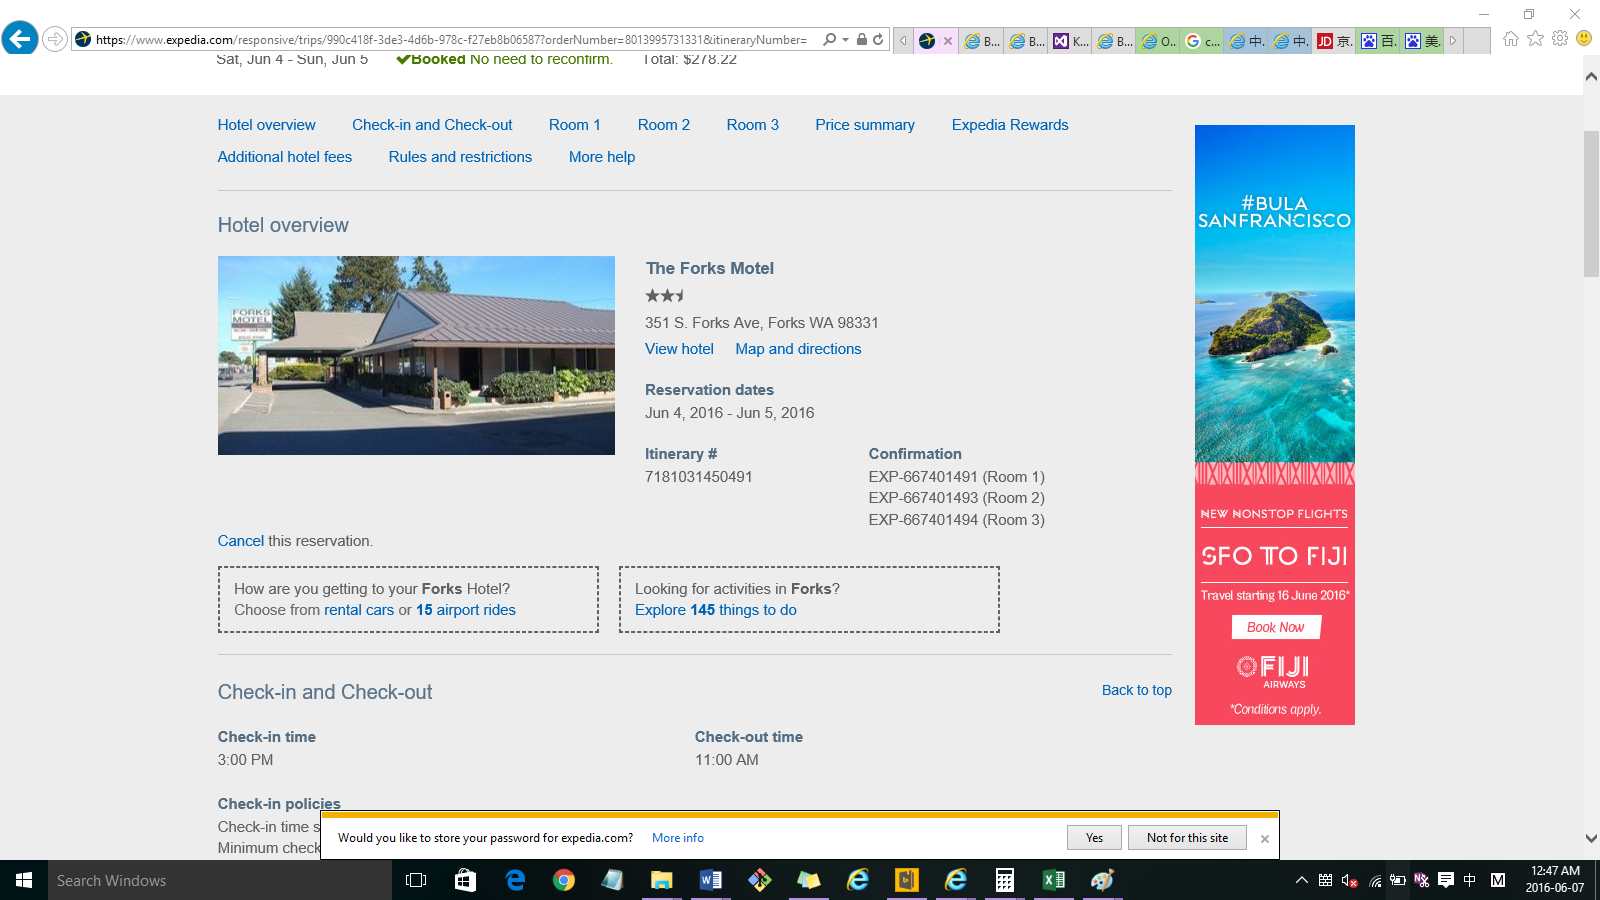 https://www.expedia.com/responsive/trips/990c418f-3de3-4d6b-978c-f27eb8b06587?orderNumber=8013995731331&itineraryNumber=
B...
B...
K...
B...
O..
c...
中.
中.
JD 京.
百.
美.
Sat, Jun 4 - Sun, Jun 5 Booked No need to reconfirm. Total: $278.22
Hotel overview Check-in and Check-out Room 1 Room 2 Room 3 Price summary Expedia Rewards
Additional hotel fees Rules and restrictions More help
Hotel overview
FORKS
MOTEL
The Forks Motel
351 S. Forks Ave, Forks WA 98331
View hotel Map and directions
Reservation dates
Jun 4, 2016 - Jun 5, 2016
Itinerary # Confirmation
7181031450491 EXP-667401491 (Room 1)
EXP-667401493 (Room 2)
EXP-667401494 (Room 3)
Cancel this reservation.
How are you getting to your Forks Hotel?
Choose from rental cars or 15 airport rides
Looking for activities in Forks?
Explore 145 things to do
#BULA
SANFRANCISCO
NEW NONSTOP FLIGHTS
SFO TO FIJI
Travel starting 16 June 2016*
Book Now
FIJI
AIRWAYS
*Conditions apply.
Check-in and Check-out Back to top
Check-in time Check-out time
3:00 PM 11:00 AM
Check-in policies
Check-in time s
Minimum check
Would you like to store your password for expedia.com? More info Yes Not for this site
Search Windows
中 M
12:47 AM
2016-06-07